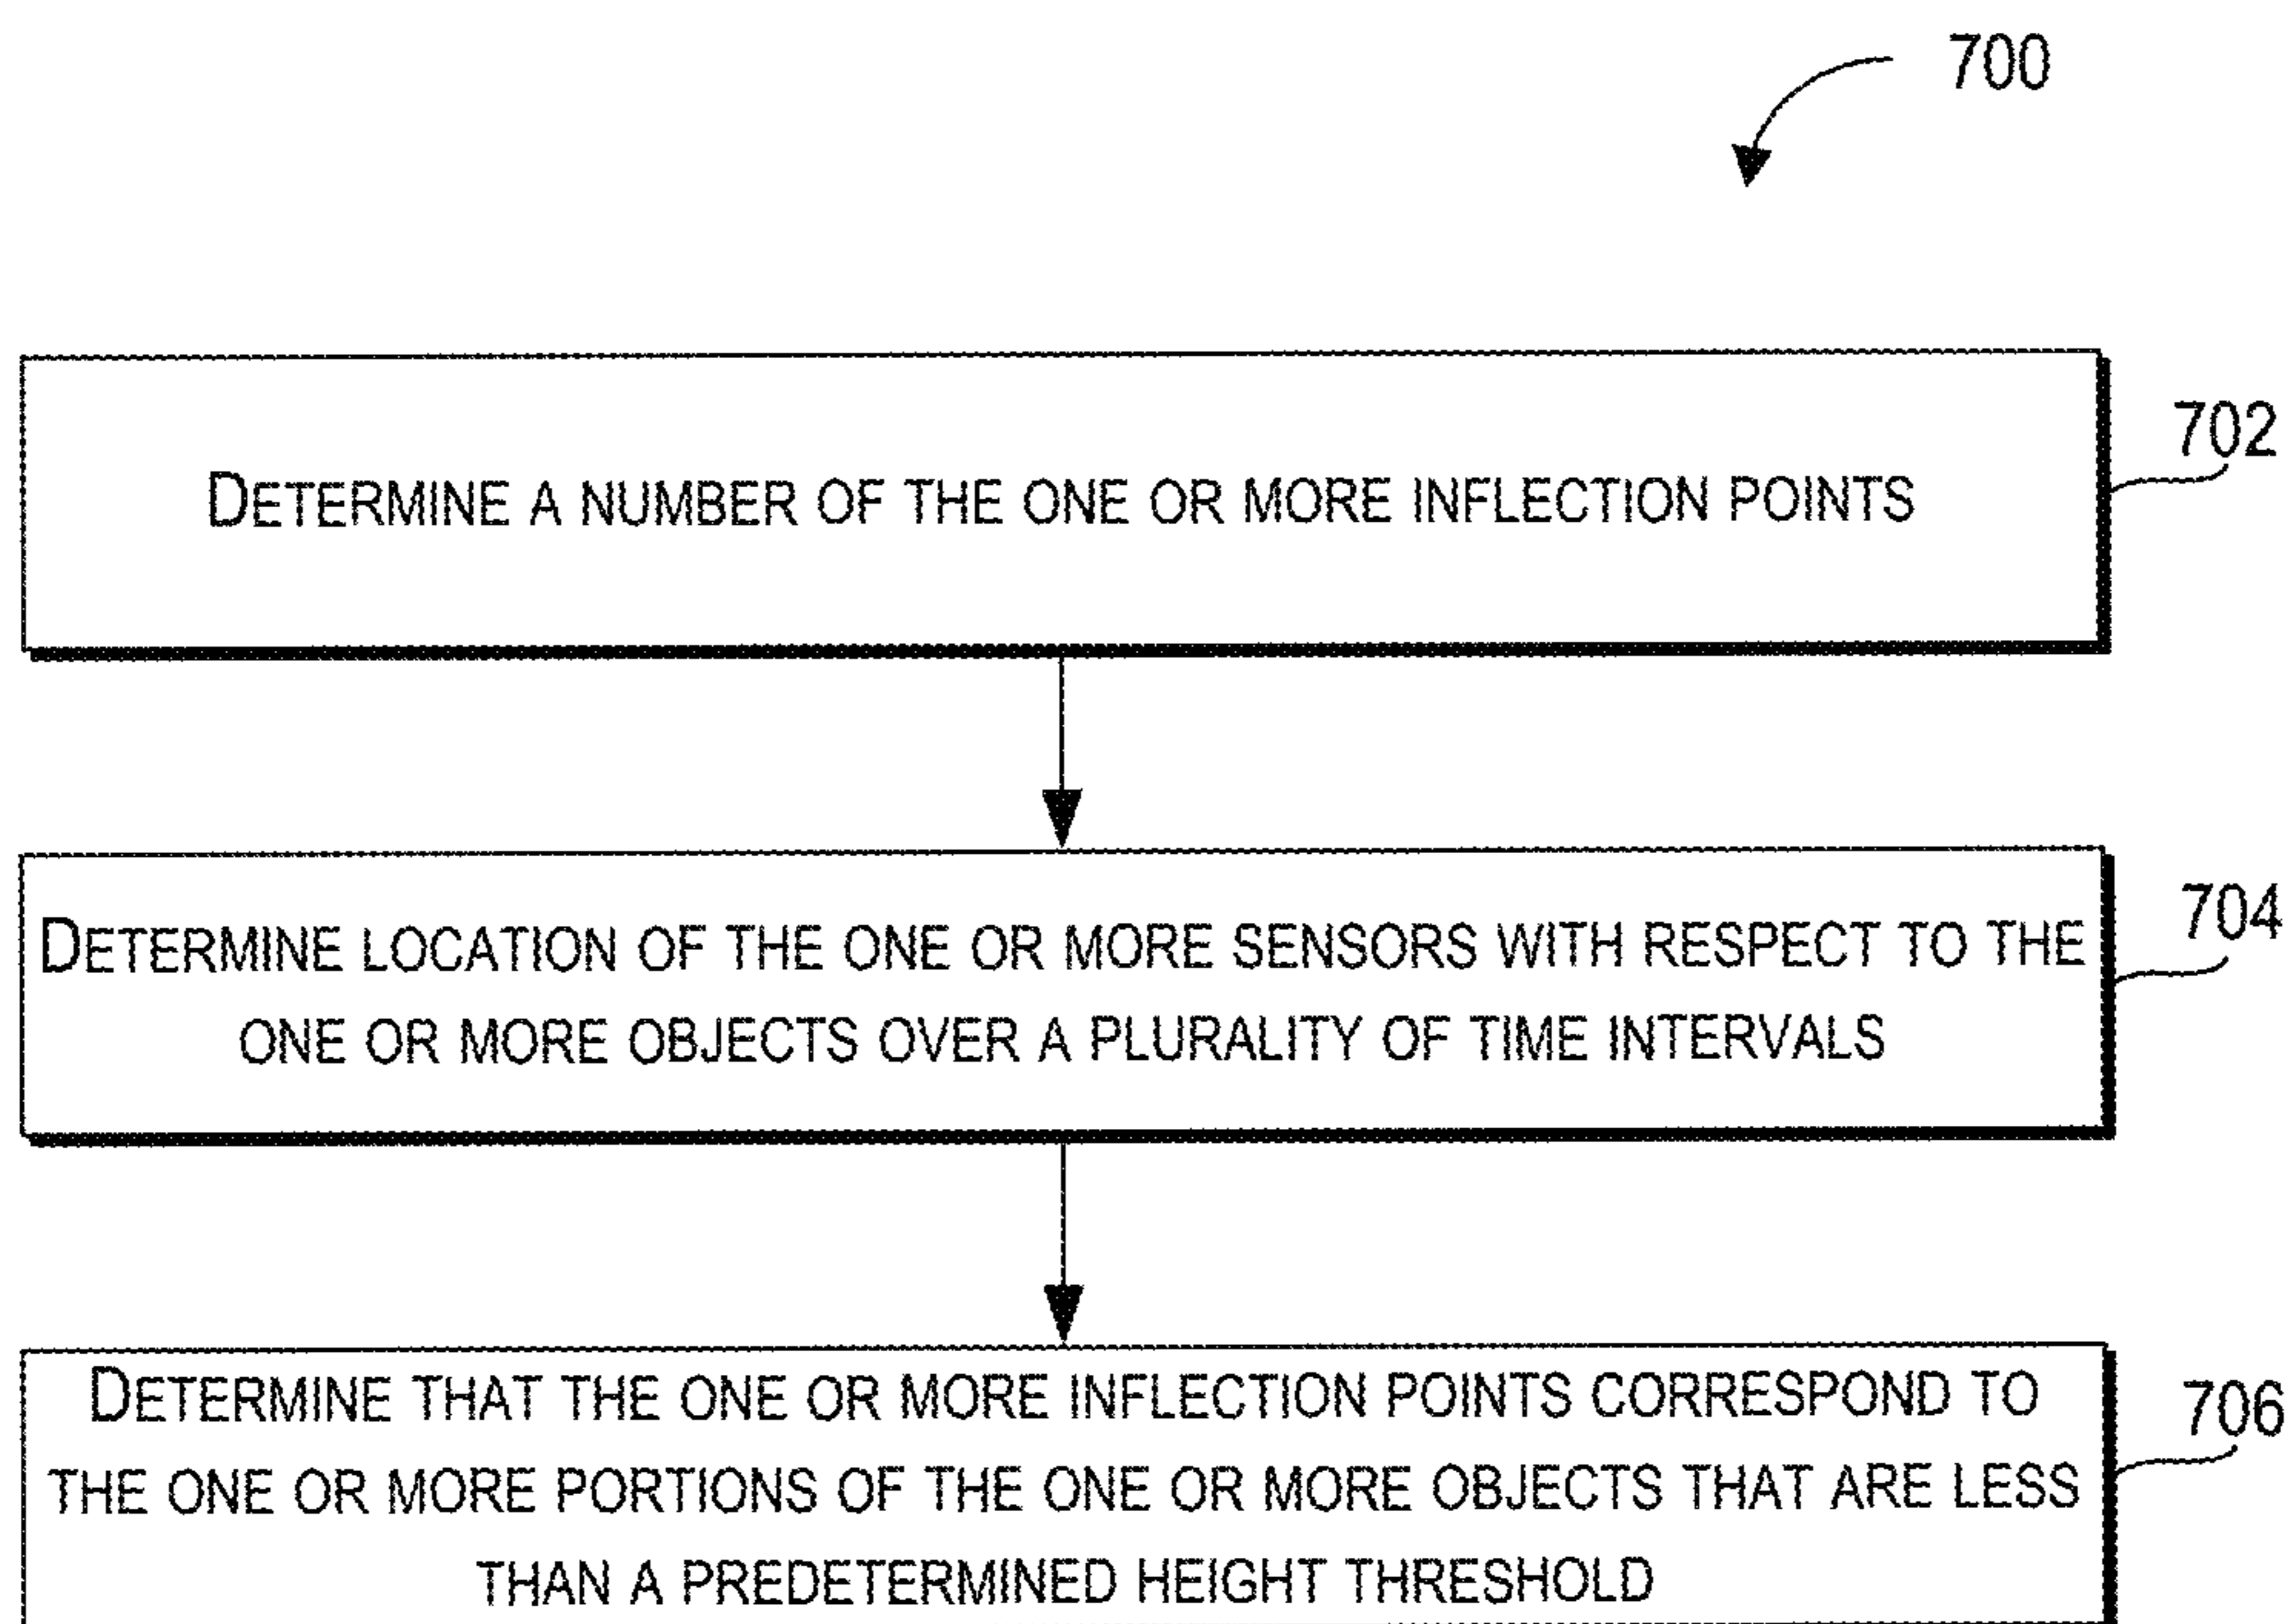 700
DETERMINE A NUMBER OF THE ONE OR MORE INFLECTION POINTS
702
DETERMINE LOCATION OF THE ONE OR MORE SENSORS WITH RESPECT TO THE
ONE OR MORE OBJECTS OVER A PLURALITY OF TIME INTERVALS
704
DETERMINE THAT THE ONE OR MORE INFLECTION POINTS CORRESPOND TO
THE ONE OR MORE PORTIONS OF THE ONE OR MORE OBJECTS THAT ARE LESS
THAN A PREDETERMINED HEIGHT THRESHOLD
706